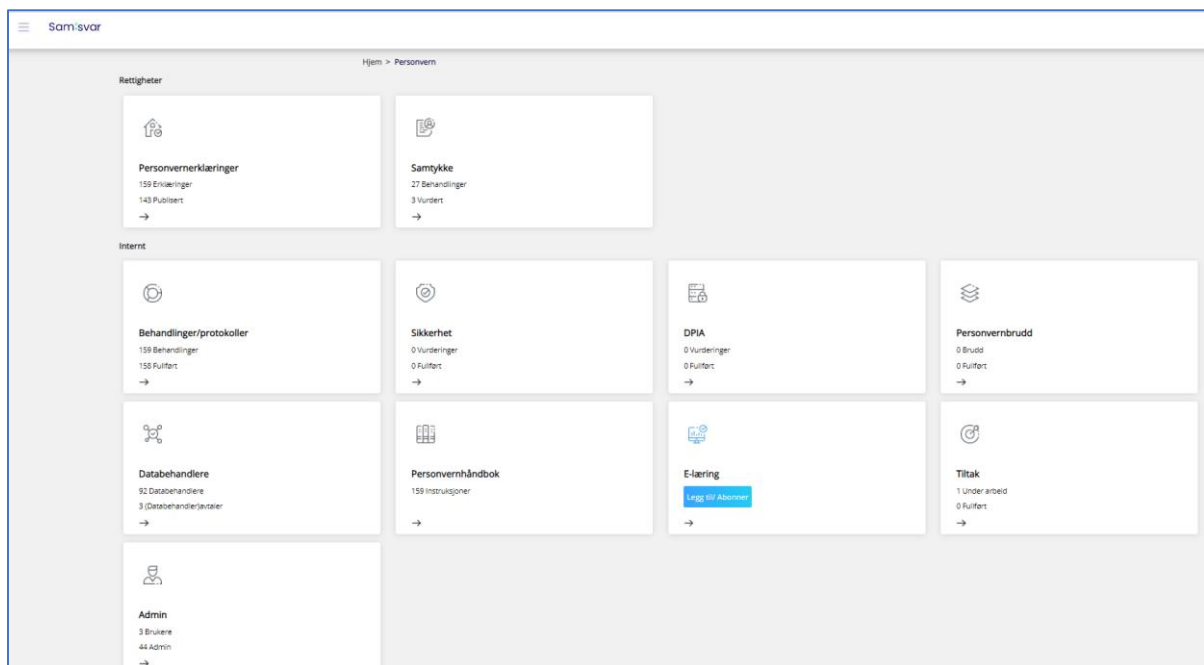 Samsvar
Hjem > Personvern
Rettigheter
Personvernerklæringer
159 Erklæringer
143 Publisert
Samtykke
27 Behandlinger
3 Vurdert
Internt
Behandlinger/protokoller
159 Behandlinger
158 Fullført
Sikkerhet
0 Vurderinger
0 Fullført
DPIA
0 Vurderinger
0 Fullført
Personvernbrudd
0 Brudd
0 Fullført
Databehandlere
92 Databehandlere
3 (Databehandler)avtaler
Personvernhåndbok
159 Instruksjoner
E-læring
Legg til/ Abonner
Tiltak
1 Under arbeid
0 Fullført
Admin
3 Brukere
44 Admin